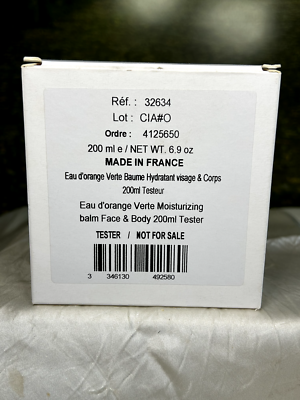 Réf. : 32634
Lot : CIA#O
Ordre : 4125650
200 ml e / NET WT. 6.9 oz
MADE IN FRANCE
Eau d'orange Verte Baume Hydratant visage & Corps
200ml Testeur
Eau d'orange Verte Moisturizing
balm Face & Body 200ml Tester
TESTER / NOT FOR SALE
3 346130 492580